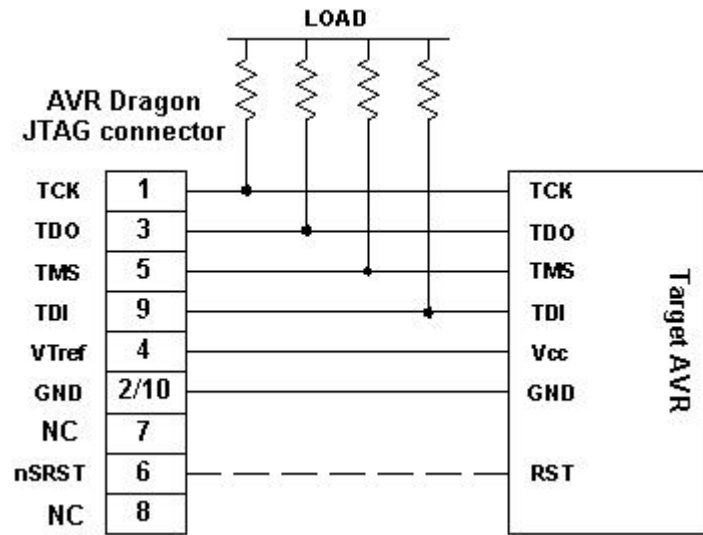 LOAD
AVR Dragon
JTAG connector
TCK 1 TCK
TDO 3 TDO
TMS 5 TMS
TDI 9 TDI
VTref 4 Vcc
GND 2/10 GND
NC 7
nSRST 6 RST
NC 8
Target AVR